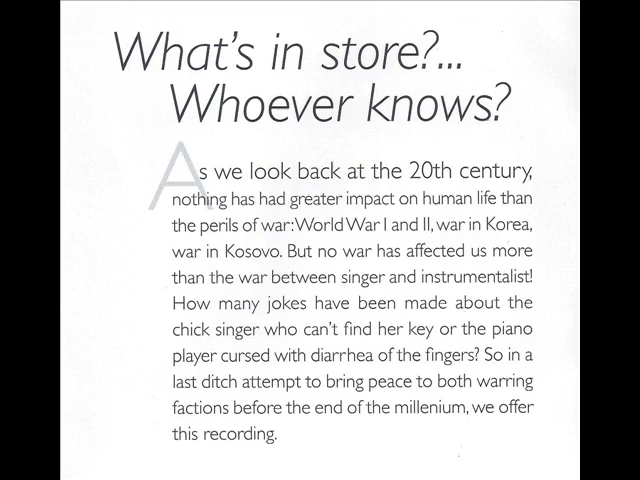 What's in store?...
Whoever knows?
As we look back at the 20th century,
nothing has had greater impact on human life than
the perils of war: World War I and II, war in Korea,
war in Kosovo. But no war has affected us more
than the war between singer and instrumentalist!
How many jokes have been made about the
chick singer who can't find her key or the piano
player cursed with diarrhea of the fingers? So in a
last ditch attempt to bring peace to both warring
factions before the end of the millenium, we offer
this recording.